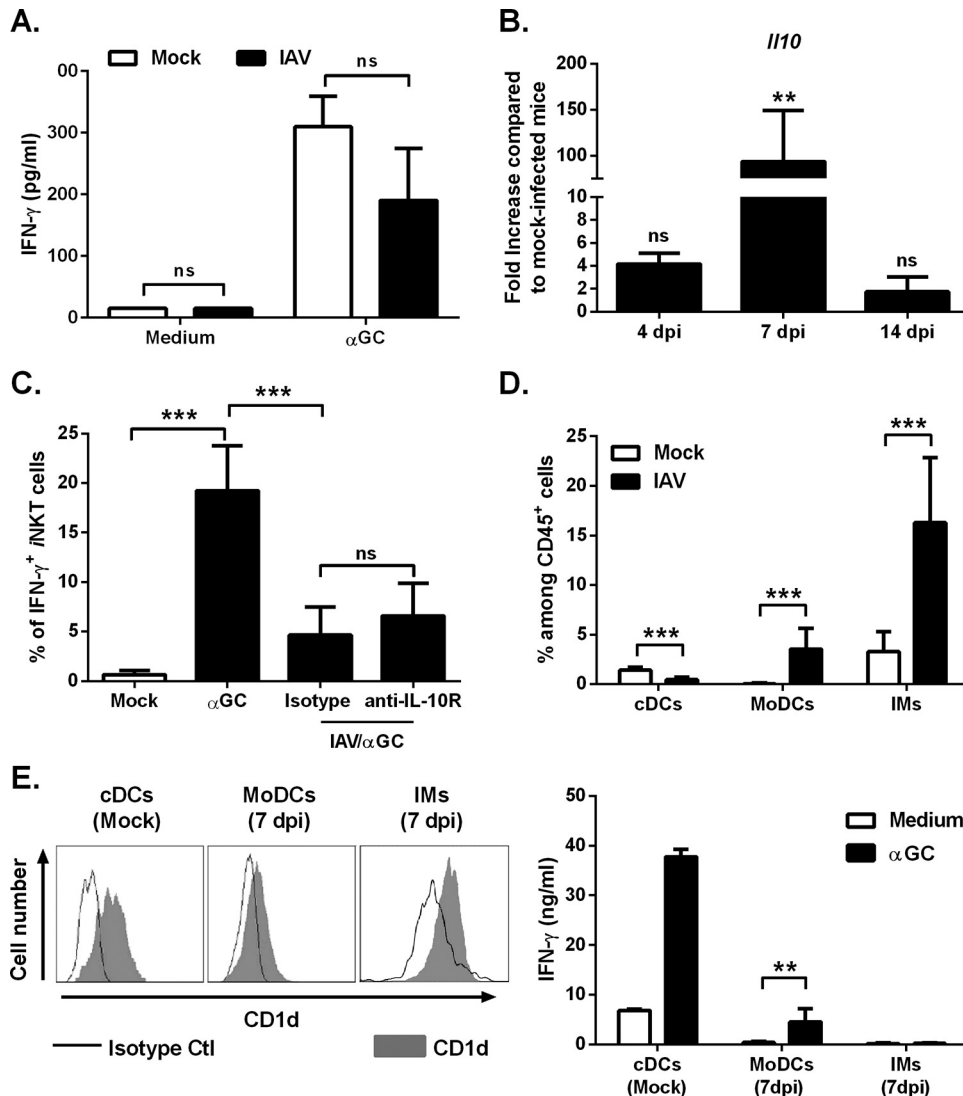 A.
Mock IAV
IFN-γ (pg/ml)
00
300
200
100
00
ns
ns
Medium αGC
B.
Il10
Fold Increase compared
to mock-infected mice
200
150
100
50
10
8
6
4
2
0
ns
**
ns
4 dpi 7 dpi 14 dpi
C.
% of IFN-γ+ iNKT cells
25
20
15
10
5
0
***
***
ns
Mock αGC Isotype anti-IL-10R
IAV/αGC
D.
Mock
IAV
% among CD45+ cells
25
20
15
10
5
0
***
***
***
cDCs MoDCs IMs
E.
cDCs
(Mock)
MoDCs
(7 dpi)
IMs
(7 dpi)
Cell number
CD1d
Isotype Ctl CD1d
Medium
αGC
IFN-γ (ng/ml)
50
40
30
20
10
0
**
cDCs
(Mock)
MoDCs
(7dpi)
IMs
(7dpi)